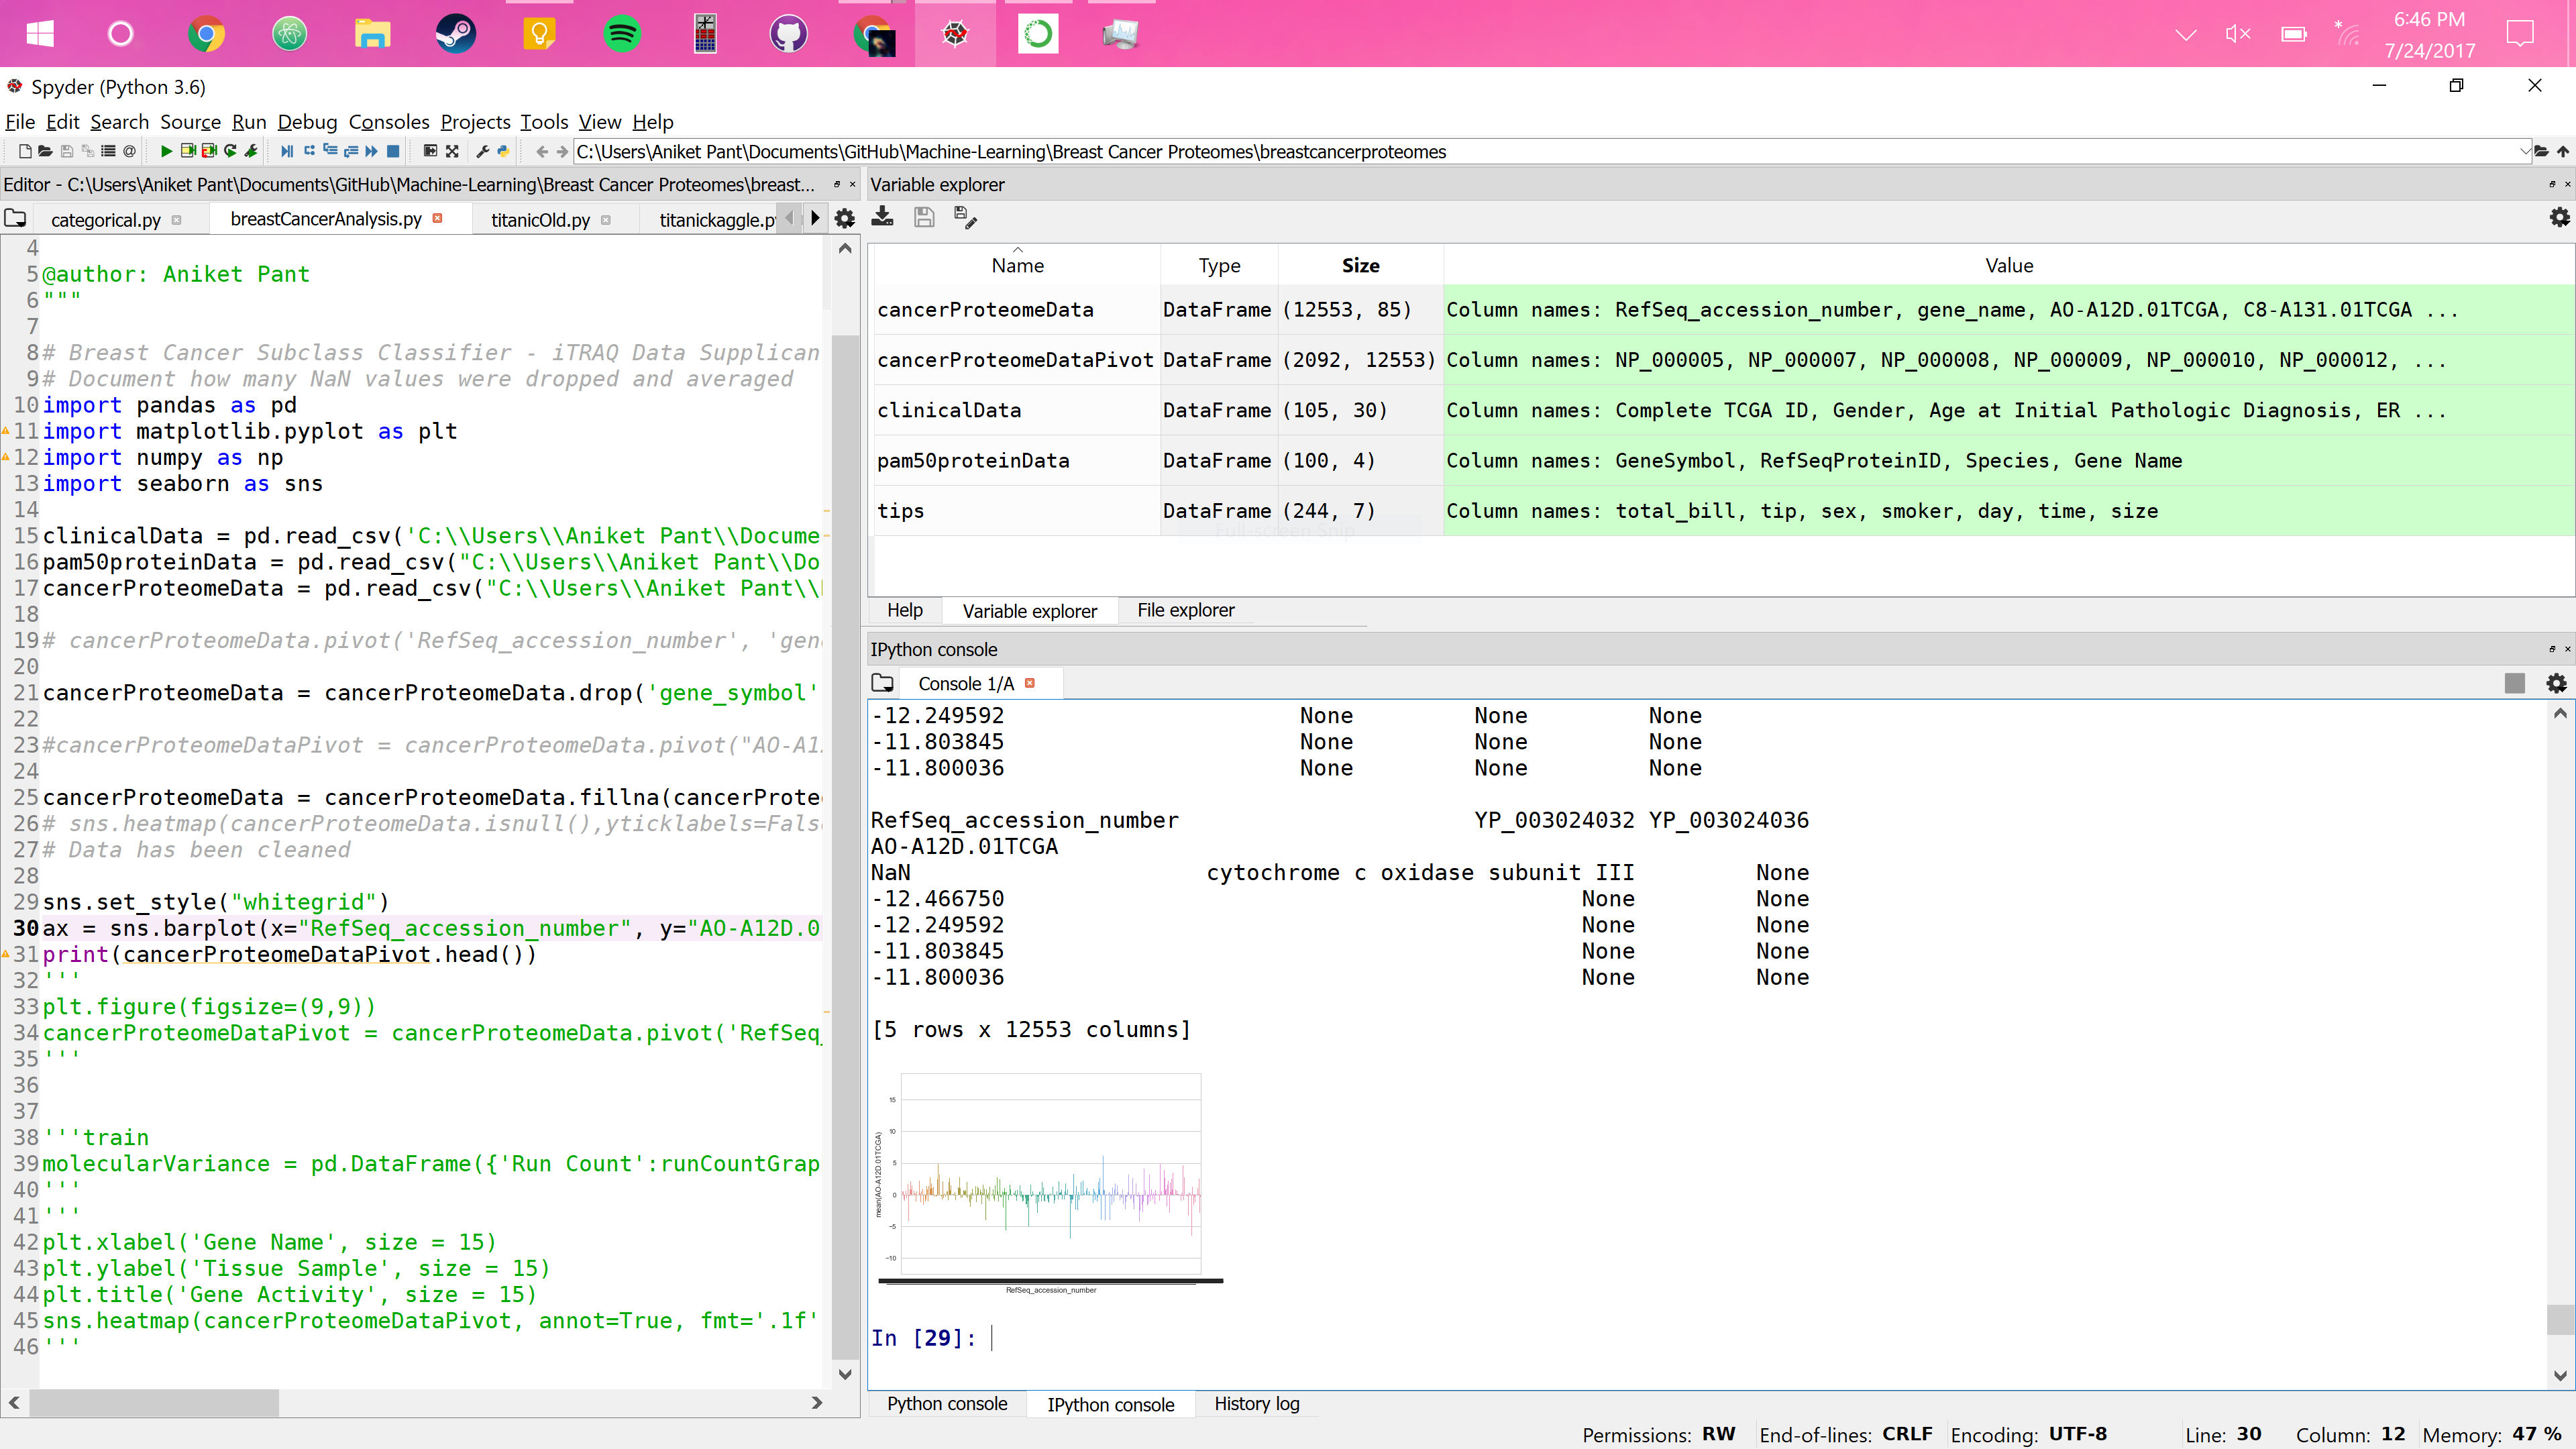 6:46 PM
7/24/2017
Spyder (Python 3.6)
File Edit Search Source Run Debug Consoles Projects Tools View Help
C:\Users\Aniket Pant\Documents\GitHub\Machine-Learning\Breast Cancer Proteomes\breastcancerproteomes
Editor - C:\Users\Aniket Pant\Documents\GitHub\Machine-Learning\Breast Cancer Proteomes\breast...
categorical.py breastCancerAnalysis.py titanicOld.py titanickaggle.py
4
5 @author: Aniket Pant
6 """
7
8 # Breast Cancer Subclass Classifier - iTRAQ Data Supplican
9 # Document how many NaN values were dropped and averaged
10 import pandas as pd
11 import matplotlib.pyplot as plt
12 import numpy as np
13 import seaborn as sns
14
15 clinicalData = pd.read_csv('C:\\Users\\Aniket Pant\\Docume
16 pam50proteinData = pd.read_csv("C:\\Users\\Aniket Pant\\Do
17 cancerProteomeData = pd.read_csv("C:\\Users\\Aniket Pant\\
18
19 # cancerProteomeData.pivot('RefSeq_accession_number', 'gen
20
21 cancerProteomeData = cancerProteomeData.drop('gene_symbol'
22
23 #cancerProteomeDataPivot = cancerProteomeData.pivot("AO-A1
24
25 cancerProteomeData = cancerProteomeData.fillna(cancerProte
26 # sns.heatmap(cancerProteomeData.isnull(),yticklabels=Fals
27 # Data has been cleaned
28
29 sns.set_style("whitegrid")
30 ax = sns.barplot(x="RefSeq_accession_number", y="AO-A12D.0
31 print(cancerProteomeDataPivot.head())
32 '''
33 plt.figure(figsize=(9,9))
34 cancerProteomeDataPivot = cancerProteomeData.pivot('RefSeq_
35 '''
36
37
38 '''train
39 molecularVariance = pd.DataFrame({'Run Count':runCountGrap
40 '''
41 '''
42 plt.xlabel('Gene Name', size = 15)
43 plt.ylabel('Tissue Sample', size = 15)
44 plt.title('Gene Activity', size = 15)
45 sns.heatmap(cancerProteomeDataPivot, annot=True, fmt='.1f'
46 '''
Variable explorer
Name Type Size Value
cancerProteomeData DataFrame (12553, 85) Column names: RefSeq_accession_number, gene_name, AO-A12D.01TCGA, C8-A131.01TCGA ...
cancerProteomeDataPivot DataFrame (2092, 12553) Column names: NP_000005, NP_000007, NP_000008, NP_000009, NP_000010, NP_000012, ...
clinicalData DataFrame (105, 30) Column names: Complete TCGA ID, Gender, Age at Initial Pathologic Diagnosis, ER ...
pam50proteinData DataFrame (100, 4) Column names: GeneSymbol, RefSeqProteinID, Species, Gene Name
tips DataFrame (244, 7) Column names: total_bill, tip, sex, smoker, day, time, size
Full-screen Snip
Help Variable explorer File explorer
IPython console
Console 1/A
-12.249592 None None None
-11.803845 None None None
-11.800036 None None None
RefSeq_accession_number YP_003024032 YP_003024036
AO-A12D.01TCGA
NaN cytochrome c oxidase subunit III None
-12.466750 None None
-12.249592 None None
-11.803845 None None
-11.800036 None None
[5 rows x 12553 columns]
15
10
5
0
-5
-10
mean(AO-A12D.01TCGA)
RefSeq_accession_number
In [29]:
Python console IPython console History log
Permissions: RW End-of-lines: CRLF Encoding: UTF-8 Line: 30 Column: 12 Memory: 47 %